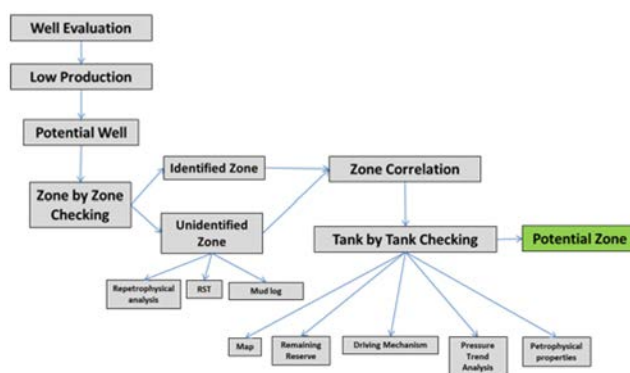 Well Evaluation
Low Production
Potential Well
Identified Zone
Zone Correlation
Zone by Zone
Checking
Unidentified
Zone
Tank by Tank Checking
Potential Zone
Repetrophysical
analysis
RST
Mud log
Map
Remaining
Reserve
Driving Mechanism
Pressure
Trend
Analysis
Petrophysical
properties